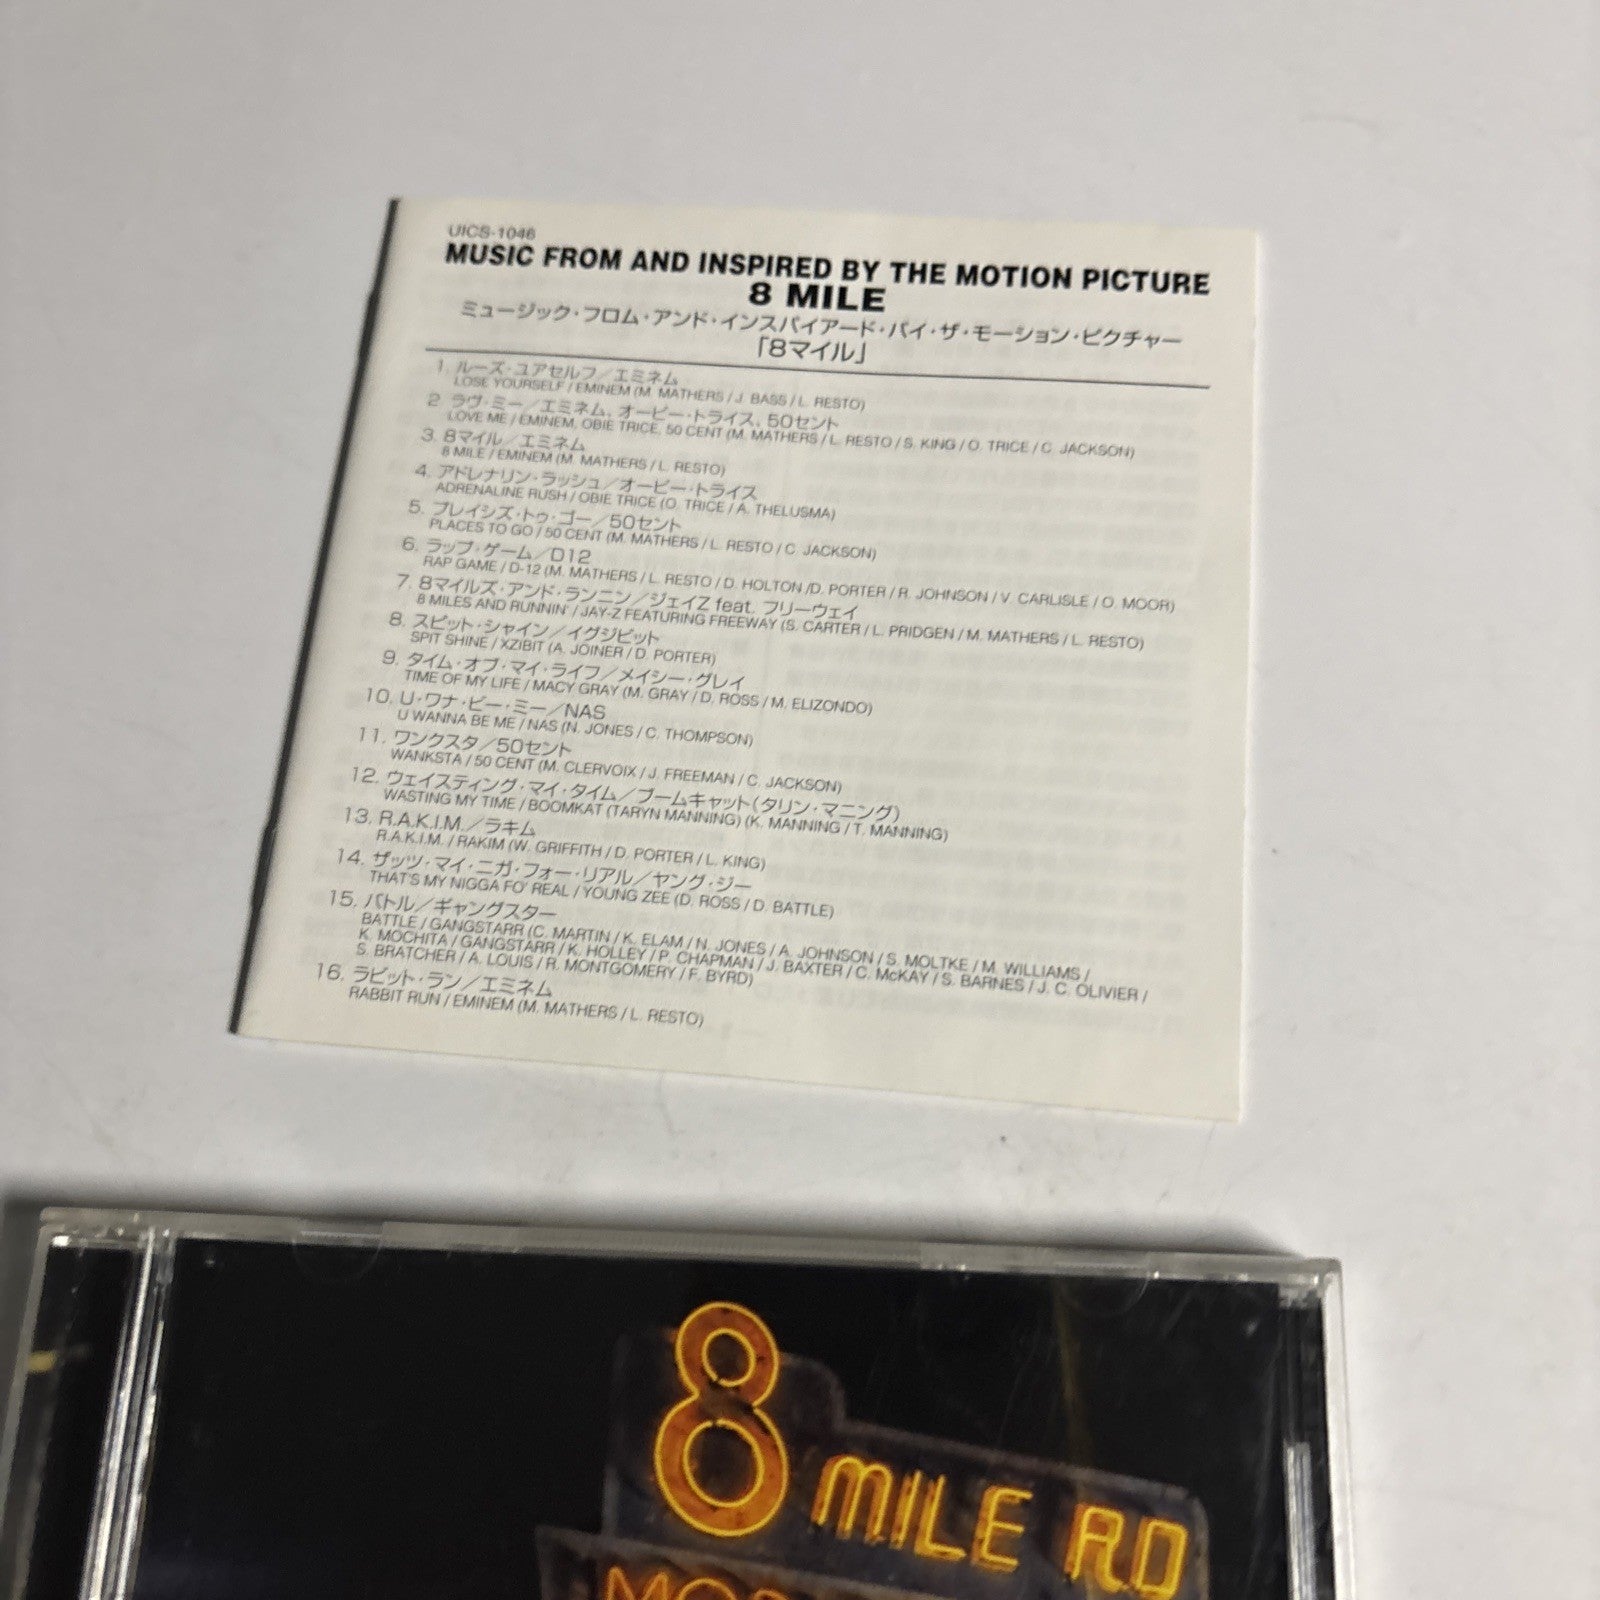 UICS-1046
MUSIC FROM AND INSPIRED BY THE MOTION PICTURE
8 MILE
ミュージック・フロム・アンド・インスパイアード・バイ・ザ・モーション・ピクチャー
「8マイル」
1. ルーズ・ユアセルフ／エミネム
LOSE YOURSELF / EMINEM (M. MATHERS / J. BASS / L. RESTO)
2. ラヴ・ミー／エミネム、オービー・トライス、50セント
LOVE ME / EMINEM, OBIE TRICE, 50 CENT (M. MATHERS / L. RESTO / S. KING / O. TRICE / C. JACKSON)
3. 8マイル／エミネム
8 MILE / EMINEM (M. MATHERS / L. RESTO)
4. アドレナリン・ラッシュ／オービー・トライス
ADRENALINE RUSH / OBIE TRICE (O. TRICE / A. THELUSMA)
5. プレイシズ・トゥ・ゴー／50セント
PLACES TO GO / 50 CENT (M. MATHERS / L. RESTO / C. JACKSON)
6. ラップ・ゲーム／D12
RAP GAME / D-12 (M. MATHERS / L. RESTO / D. HOLTON /D. PORTER / R. JOHNSON / V. CARLISLE / O. MOOR)
7. 8マイルズ・アンド・ランニン／ジェイZ feat. フリーウェイ
8 MILES AND RUNNIN' / JAY-Z FEATURING FREEWAY (S. CARTER / L. PRIDGEN / M. MATHERS / L. RESTO)
8. スピット・シャイン／イグジビット
SPIT SHINE / XZIBIT (A. JOINER / D. PORTER)
9. タイム・オブ・マイ・ライフ／メイシー・グレイ
TIME OF MY LIFE / MACY GRAY (M. GRAY / D. ROSS / M. ELIZONDO)
10. U・ワナ・ビー・ミー／NAS
U WANNA BE ME / NAS (N. JONES / C. THOMPSON)
11. ワンクスタ／50セント
WANKSTA / 50 CENT (M. CLERVOIX / J. FREEMAN / C. JACKSON)
12. ウェイスティング・マイ・タイム／ブームキャット（タリン・マニング）
WASTING MY TIME / BOOMKAT (TARYN MANNING) (K. MANNING / T. MANNING)
13. R.A.K.I.M.／ラキム
R.A.K.I.M. / RAKIM (W. GRIFFITH / D. PORTER / L. KING)
14. ザッツ・マイ・ニガ・フォー・リアル／ヤング・ジー
THAT'S MY NIGGA FO' REAL / YOUNG ZEE (D. ROSS / D. BATTLE)
15. バトル／ギャングスター
BATTLE / GANGSTARR (C. MARTIN / K. ELAM / N. JONES / A. JOHNSON / S. MOLTKE / M. WILLIAMS /
K. MOCHITA / GANGSTARR / K. HOLLEY / P. CHAPMAN / J. BAXTER / C. McKAY / S. BARNES / J. C. OLIVIER /
S. BRATCHER / A. LOUIS / R. MONTGOMERY / F. BYRD)
16. ラビット・ラン／エミネム
RABBIT RUN / EMINEM (M. MATHERS / L. RESTO)
8 MILE RD